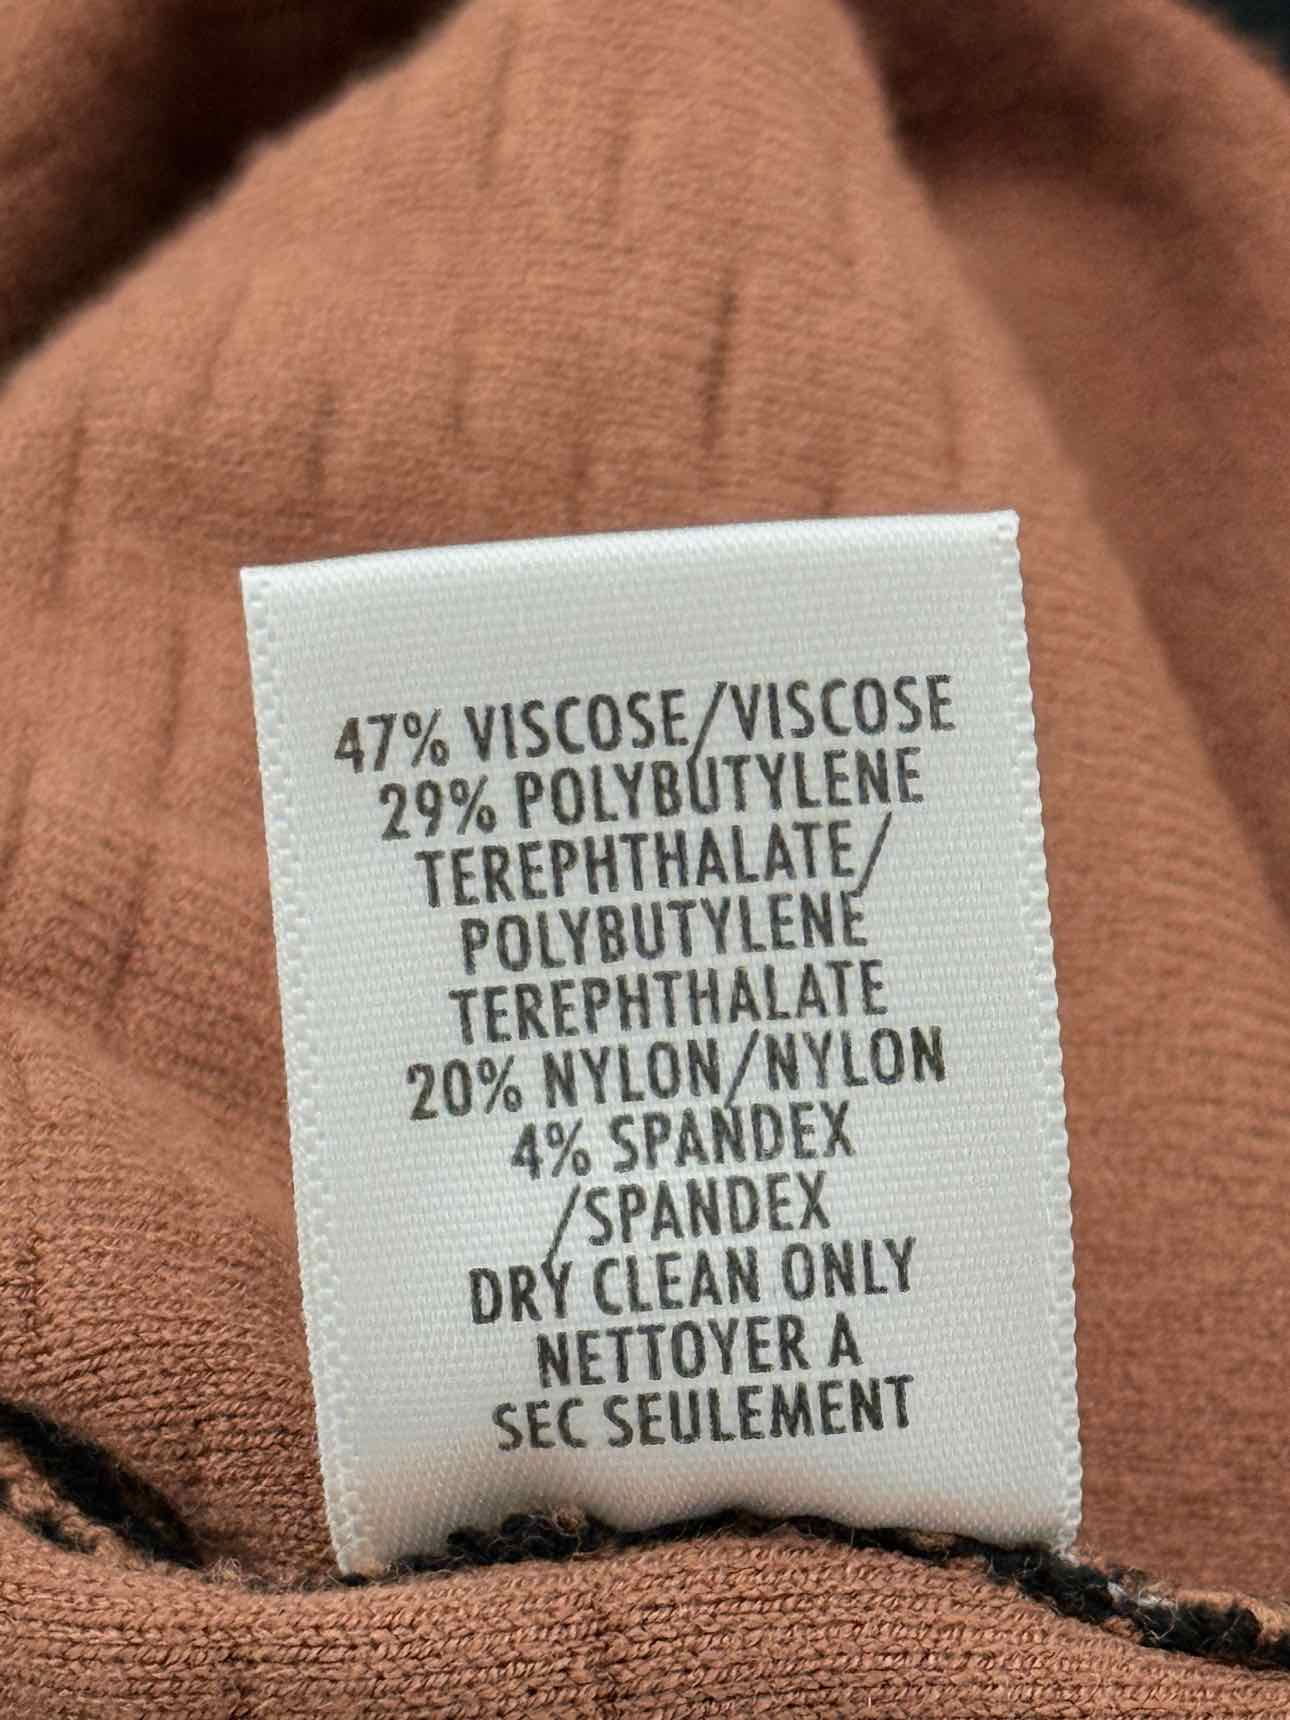 47% VISCOSE/VISCOSE
29% POLYBUTYLENE
TEREPHTHALATE/
POLYBUTYLENE
TEREPHTHALATE
20% NYLON/NYLON
4% SPANDEX
/SPANDEX
DRY CLEAN ONLY
NETTOYER A
SEC SEULEMENT